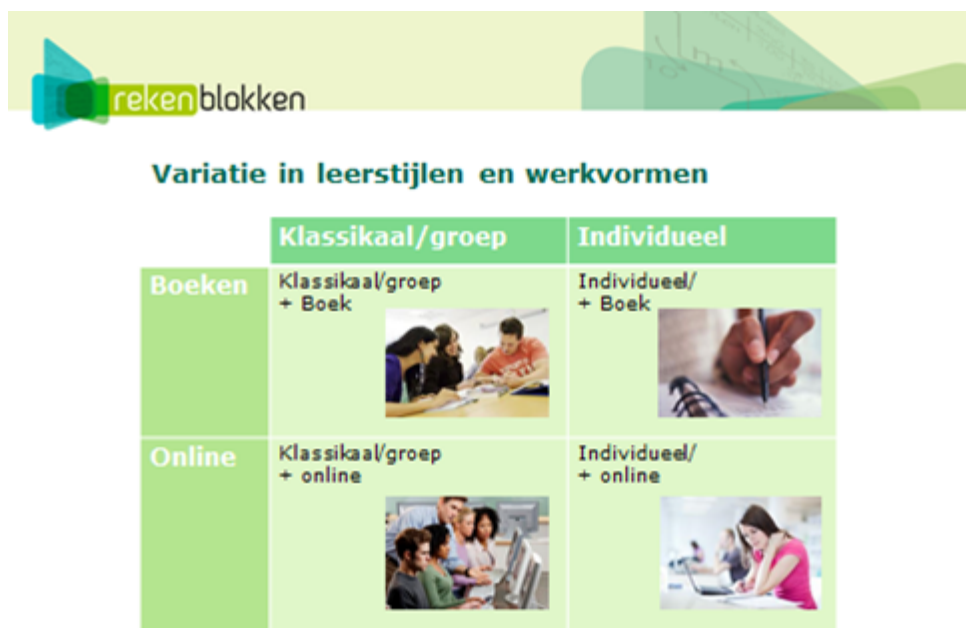 rekenblokken
Variatie in leerstijlen en werkvormen
Klassikaal/groep
Individueel
Boeken
Klassikaal/groep
+ Boek
Individueel/
+ Boek
Online
Klassikaal/groep
+ online
Individueel/
+ online